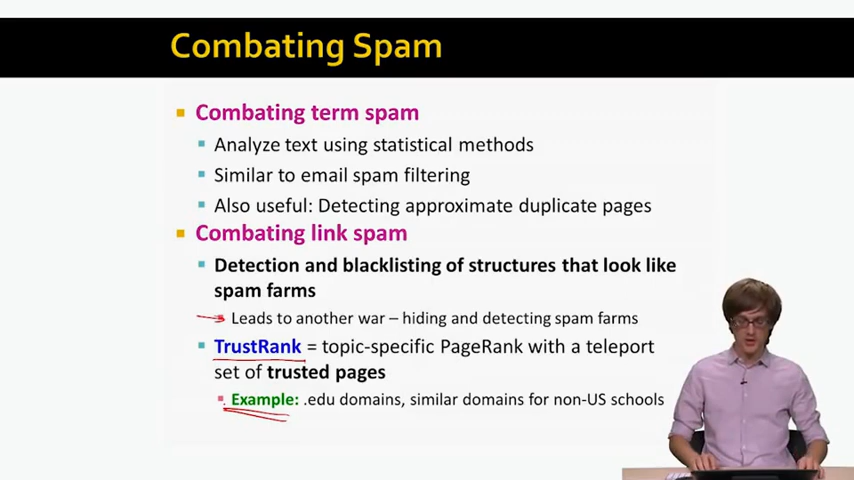 Combating Spam
Combating term spam
Analyze text using statistical methods
Similar to email spam filtering
Also useful: Detecting approximate duplicate pages
Combating link spam
Detection and blacklisting of structures that look like
spam farms
Leads to another war – hiding and detecting spam farms
TrustRank = topic-specific PageRank with a teleport
set of trusted pages
Example: .edu domains, similar domains for non-US schools